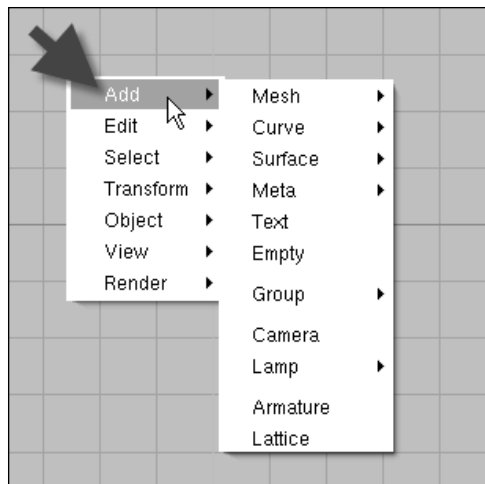 Add
Edit
Select
Transform
Object
View
Render
Mesh
Curve
Surface
Meta
Text
Empty
Group
Camera
Lamp
Armature
Lattice